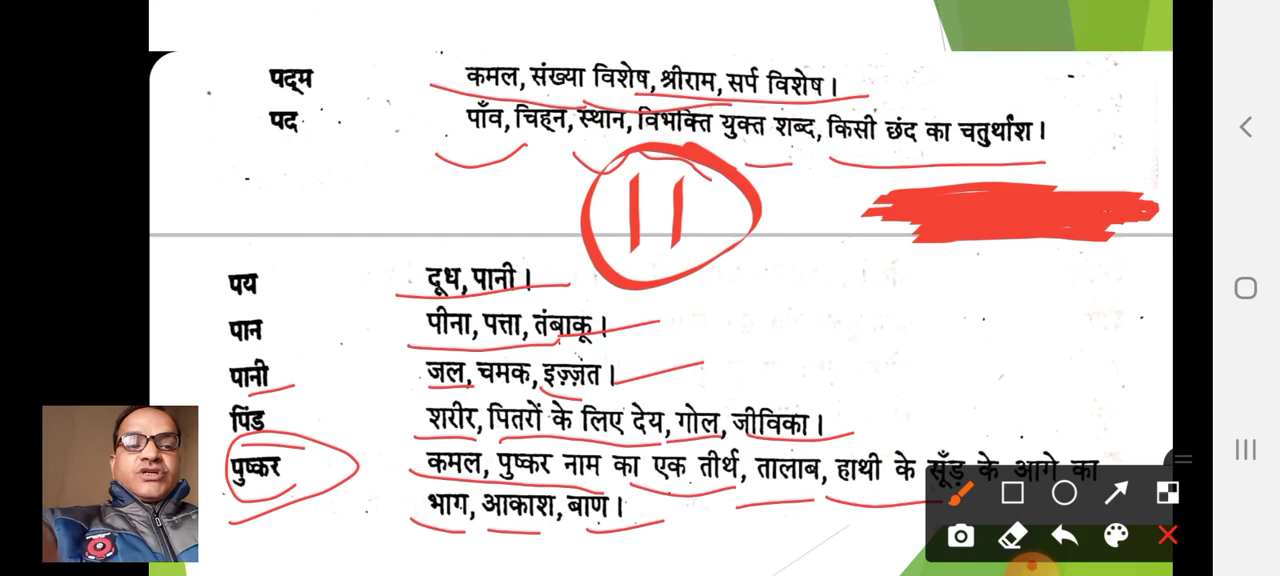 पद्म कमल, संख्या विशेष, श्रीराम, सर्प विशेष।
पद पाँव, चिह्न, स्थान, विभक्ति युक्त शब्द, किसी छंद का चतुर्थांश।
11
पय दूध, पानी।
पान पीना, पत्ता, तंबाकू।
पानी जल, चमक, इज़्ज़त।
पिंड शरीर, पितरों के लिए देय, गोल, जीविका।
पुष्कर कमल, पुष्कर नाम का एक तीर्थ, तालाब, हाथी के सूँड़ के आगे का
भाग, आकाश, बाण।